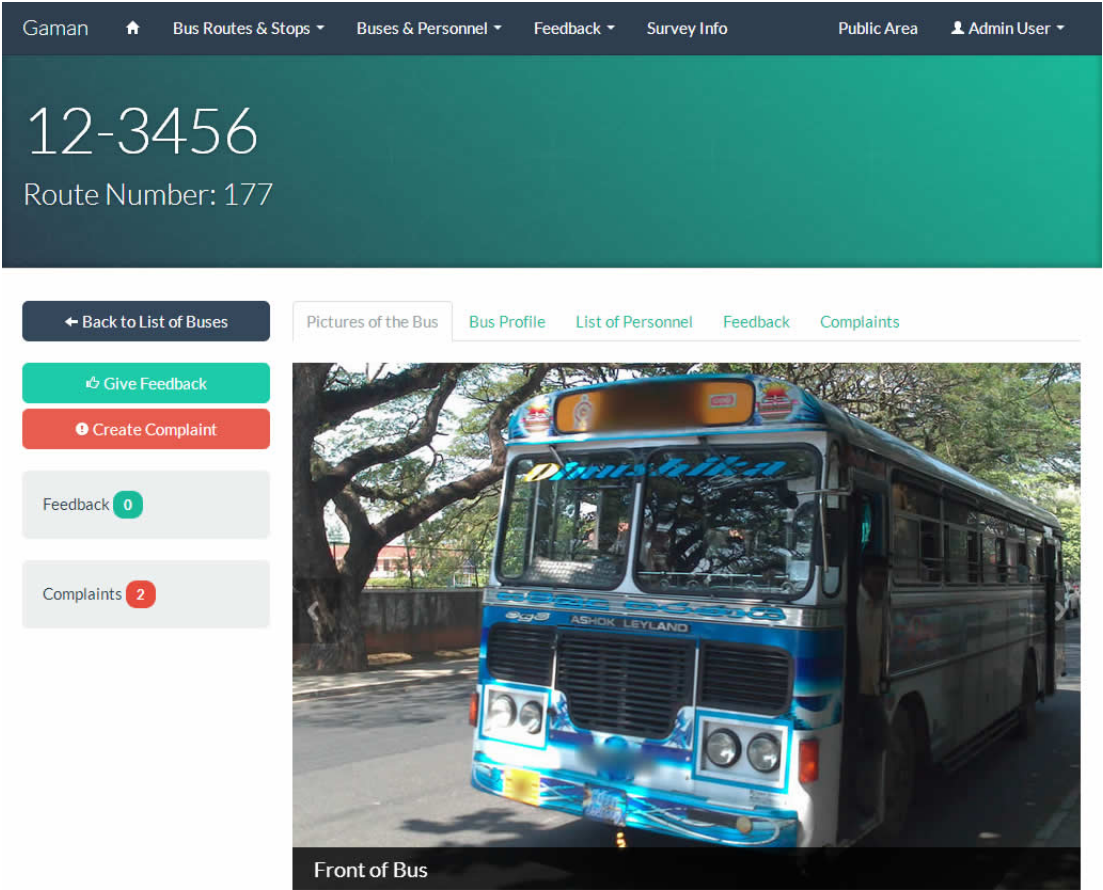 Gaman Bus Routes & Stops Buses & Personnel Feedback Survey Info Public Area Admin User
12-3456
Route Number: 177
Back to List of Buses
Pictures of the Bus Bus Profile List of Personnel Feedback Complaints
Give Feedback
Create Complaint
Feedback 0
Complaints 2
Dinushika
ASHOK LEYLAND
Front of Bus